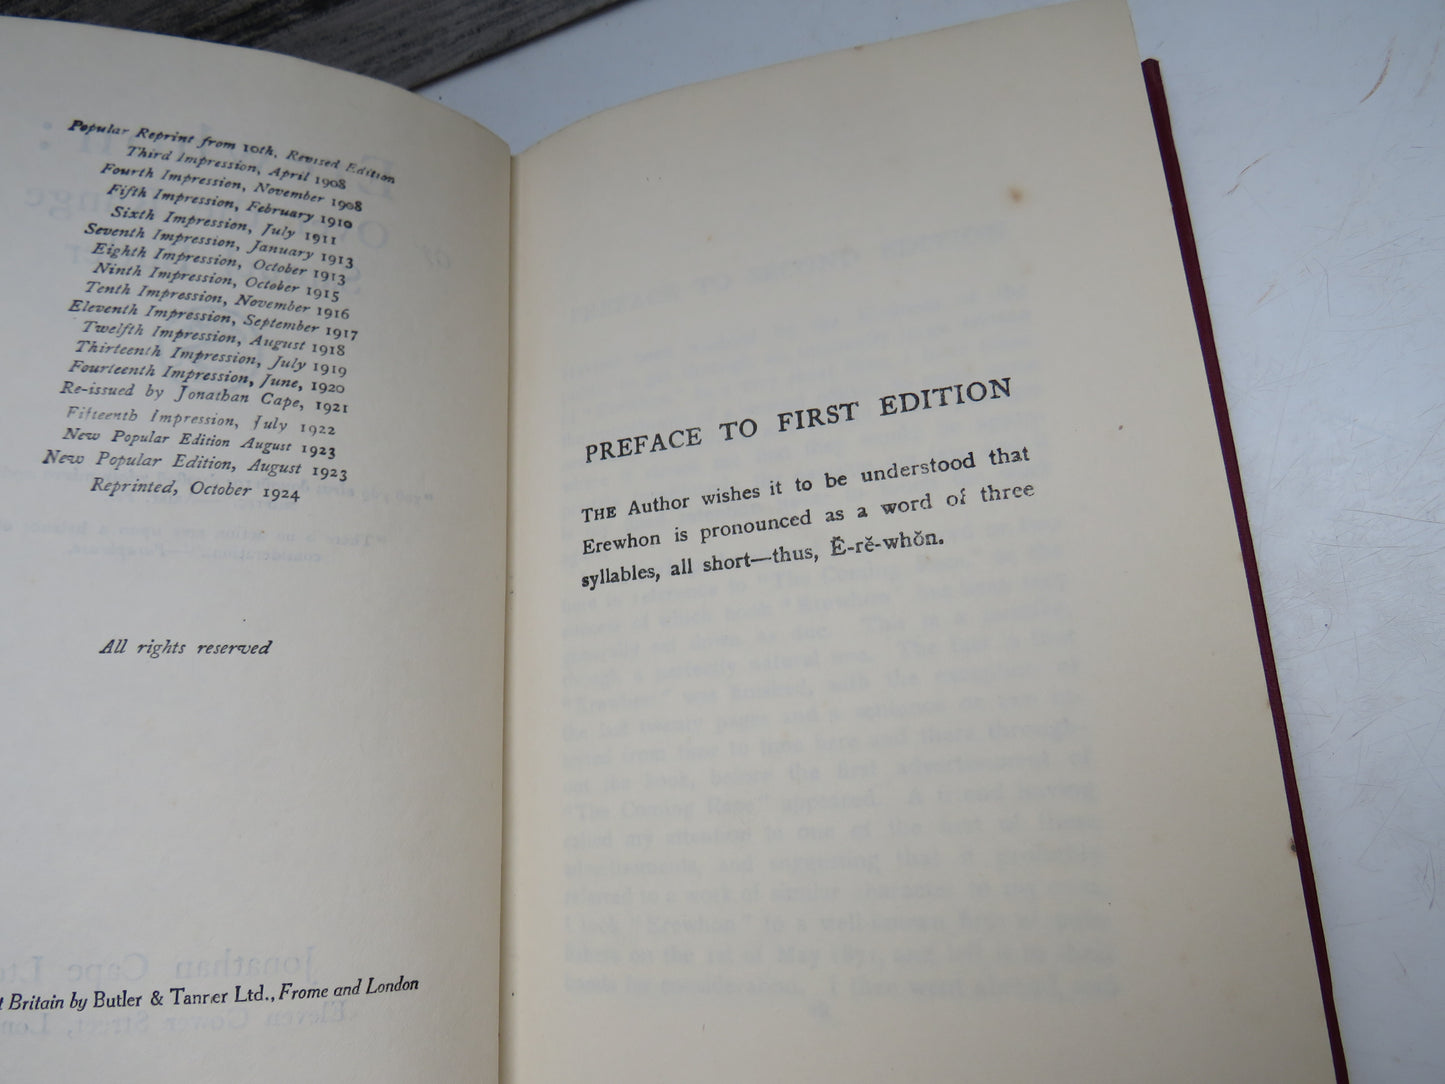 Popular Reprint from 10th, Revised Edition
Third Impression, April 1908
Fourth Impression, November 1908
Fifth Impression, February 1910
Sixth Impression, July 1911
Seventh Impression, January 1913
Eighth Impression, October 1913
Ninth Impression, October 1915
Tenth Impression, November 1916
Eleventh Impression, September 1917
Twelfth Impression, August 1918
Thirteenth Impression, July 1919
Fourteenth Impression, June, 1920
Re-issued by Jonathan Cape, 1921
Fifteenth Impression, July 1922
New Popular Edition August 1923
New Popular Edition, August 1923
Reprinted, October 1924
All rights reserved
Britain by Butler & Tanner Ltd., Frome and London
PREFACE TO FIRST EDITION
THE Author wishes it to be understood that
Erewhon is pronounced as a word of three
syllables, all short—thus, Ĕ-rĕ-whŏn.